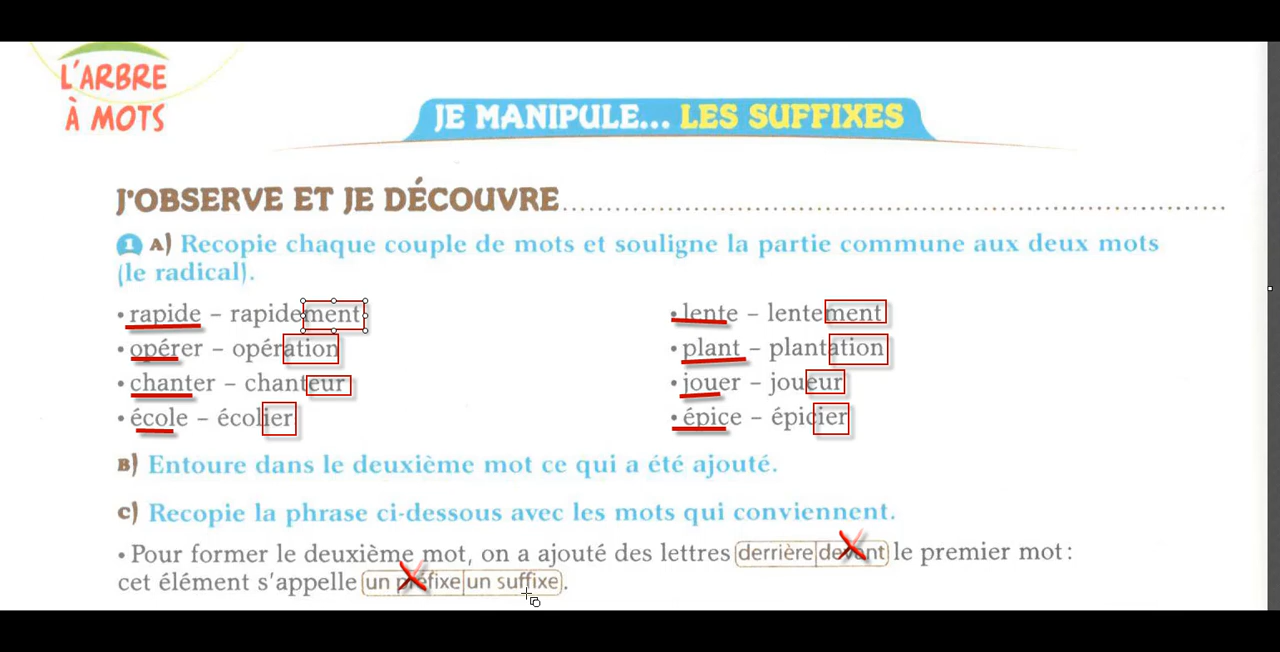 L'ARBRE
À MOTS
JE MANIPULE... LES SUFFIXES
J'OBSERVE ET JE DÉCOUVRE
1 A) Recopie chaque couple de mots et souligne la partie commune aux deux mots
(le radical).
• rapide – rapidement
• opérer – opération
• chanter – chanteur
• école – écolier
• lente – lentement
• plant – plantation
• jouer – joueur
• épice – épicier
B) Entoure dans le deuxième mot ce qui a été ajouté.
C) Recopie la phrase ci-dessous avec les mots qui conviennent.
• Pour former le deuxième mot, on a ajouté des lettres derrière devant le premier mot :
cet élément s'appelle un préfixe un suffixe.